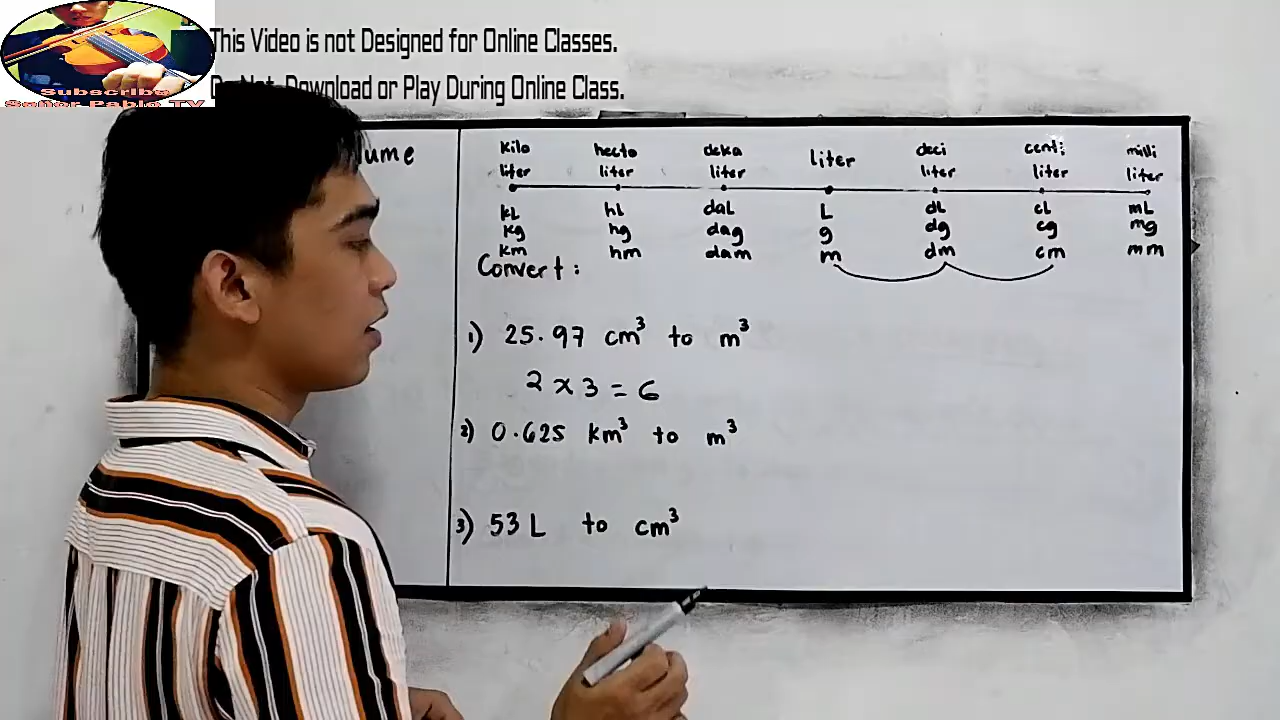 This Video is not Designed for Online Classes.
Download or Play During Online Class.
Subscribe
Señor Pablo TV
kilo hecto deka liter deci centi milli
liter liter liter liter liter liter
kL hL daL L dL cL mL
kg hg dag g dg cg mg
km hm dam m dm cm mm
Convert:
1) 25.97 cm³ to m³
2 x 3 = 6
2) 0.625 km³ to m³
3) 53 L to cm³